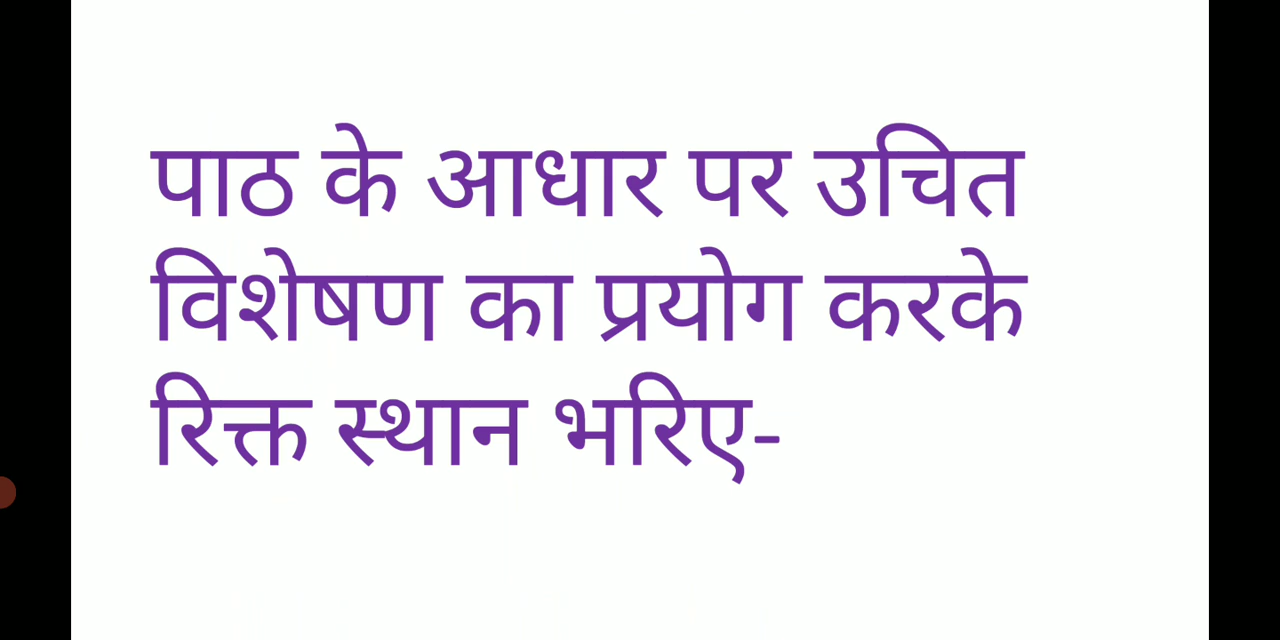 पाठ के आधार पर उचित
विशेषण का प्रयोग करके
रिक्त स्थान भरिए-